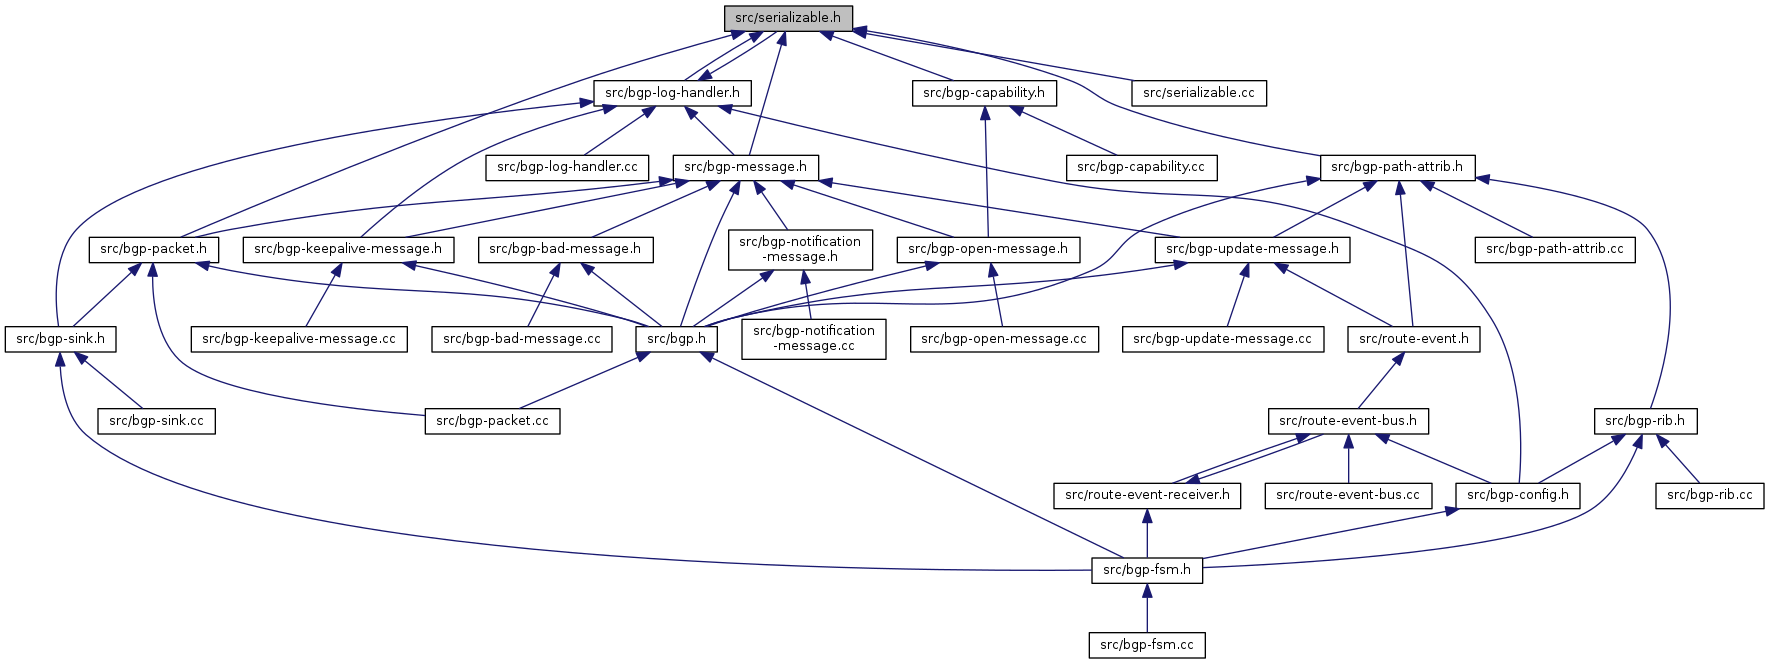 src/serializable.h
src/bgp-log-handler.h
src/bgp-capability.h
src/serializable.cc
src/bgp-log-handler.cc
src/bgp-message.h
src/bgp-capability.cc
src/bgp-path-attrib.h
src/bgp-packet.h
src/bgp-keepalive-message.h
src/bgp-bad-message.h
src/bgp-notification
-message.h
src/bgp-open-message.h
src/bgp-update-message.h
src/bgp-path-attrib.cc
src/bgp-sink.h
src/bgp-keepalive-message.cc
src/bgp-bad-message.cc
src/bgp.h
src/bgp-notification
-message.cc
src/bgp-open-message.cc
src/bgp-update-message.cc
src/route-event.h
src/bgp-sink.cc
src/bgp-packet.cc
src/route-event-bus.h
src/bgp-rib.h
src/route-event-receiver.h
src/route-event-bus.cc
src/bgp-config.h
src/bgp-rib.cc
src/bgp-fsm.h
src/bgp-fsm.cc